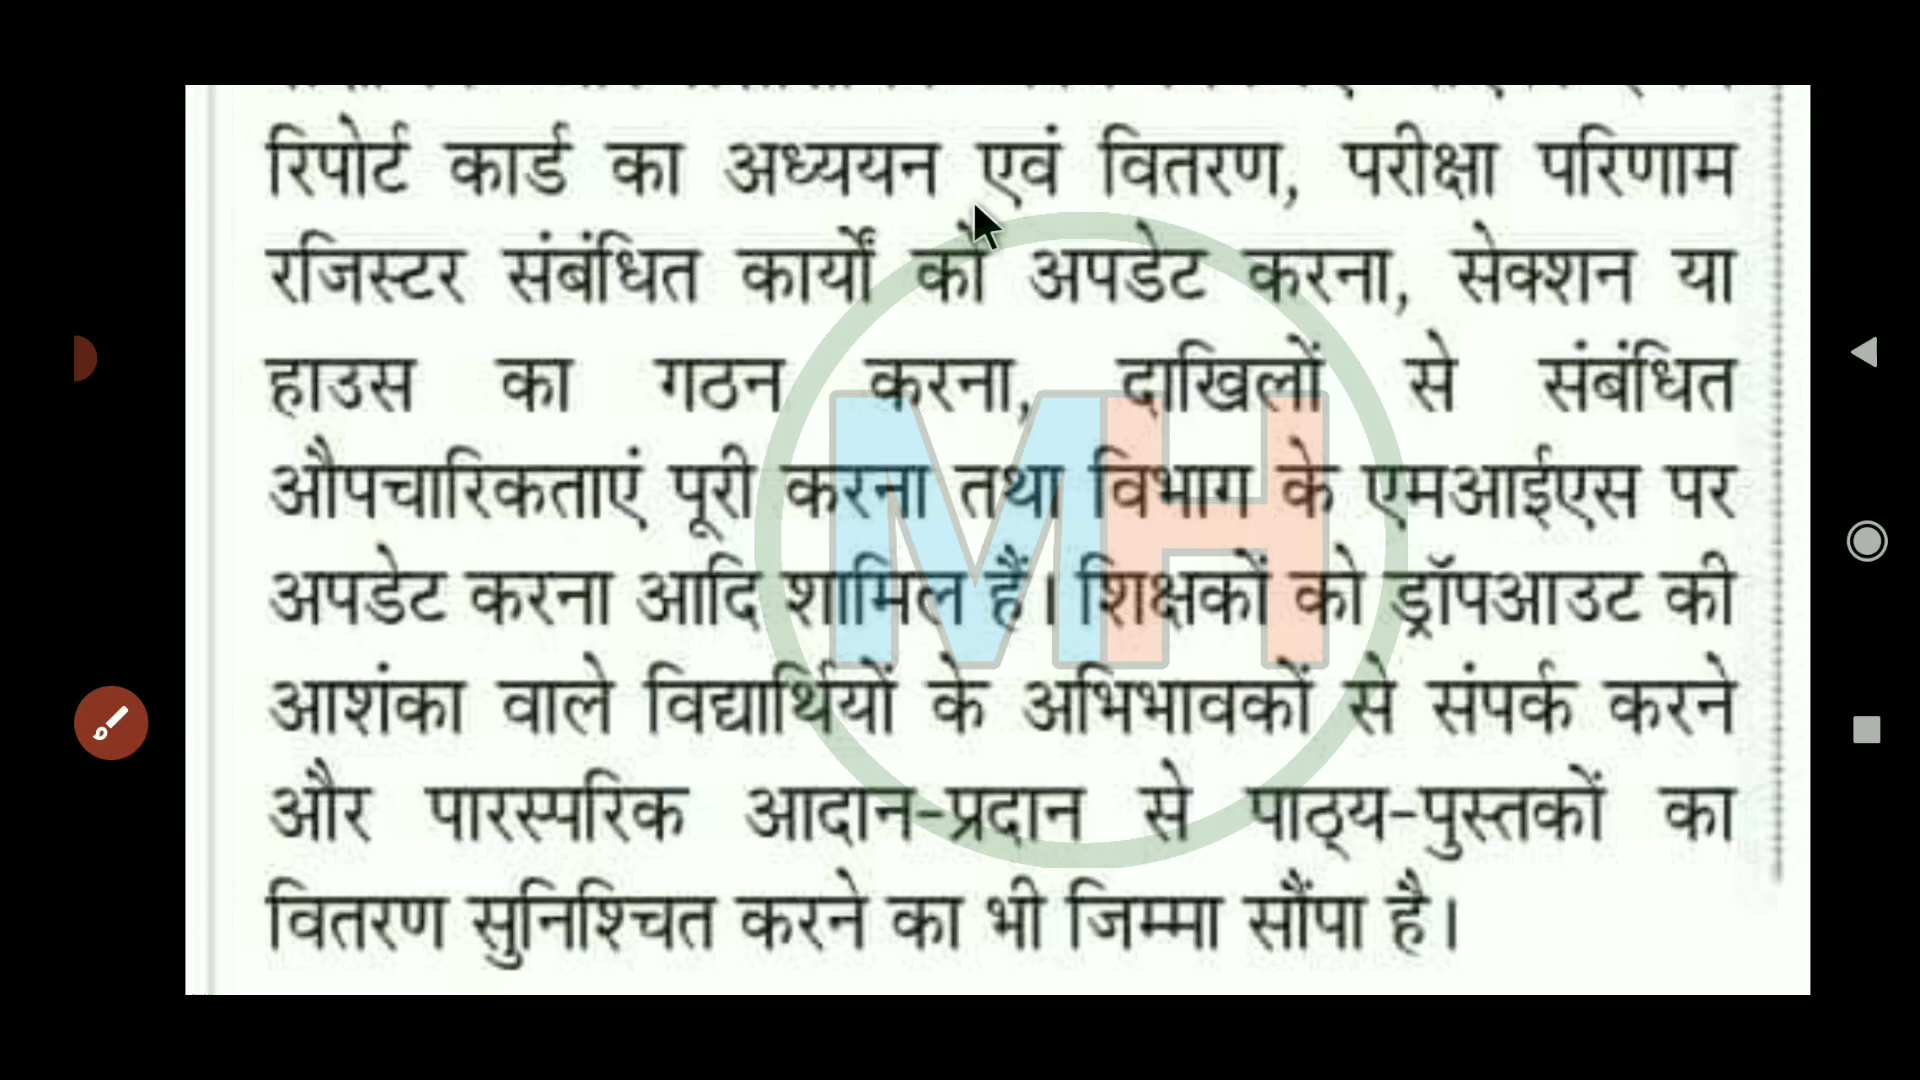 रिपोर्ट कार्ड का अध्ययन एवं वितरण, परीक्षा परिणाम
रजिस्टर संबंधित कार्यों को अपडेट करना, सेक्शन या
हाउस का गठन करना, दाखिलों से संबंधित
औपचारिकताएं पूरी करना तथा विभाग के एमआईएस पर
अपडेट करना आदि शामिल हैं। शिक्षकों को ड्रॉपआउट की
आशंका वाले विद्यार्थियों के अभिभावकों से संपर्क करने
और पारस्परिक आदान-प्रदान से पाठ्य-पुस्तकों का
वितरण सुनिश्चित करने का भी जिम्मा सौंपा है।
MH